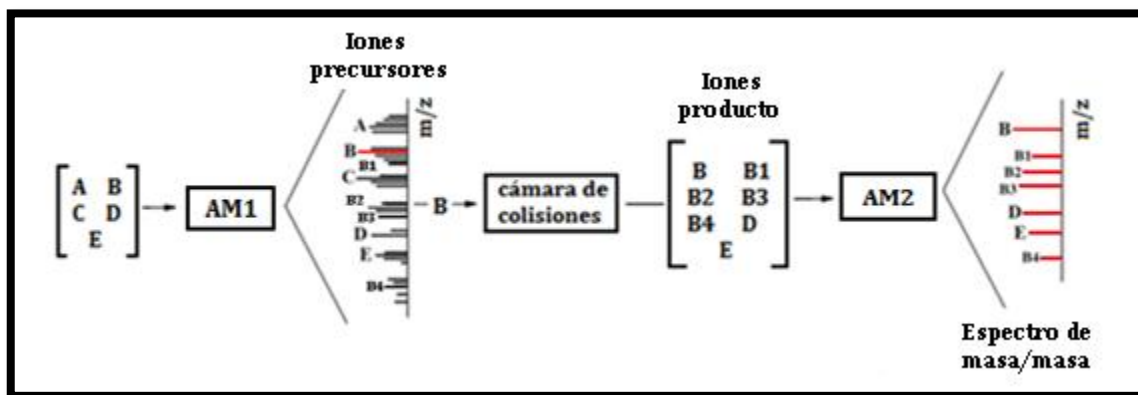 Iones
precursores
A B
C D
E
AM1
A
B
B1
C
B2
B3
D
E
B4
m/z
B
cámara de
colisiones
Iones
producto
B B1
B2 B3
B4 D
E
AM2
B
B1
B2
B3
D
E
B4
m/z
Espectro de
masa/masa